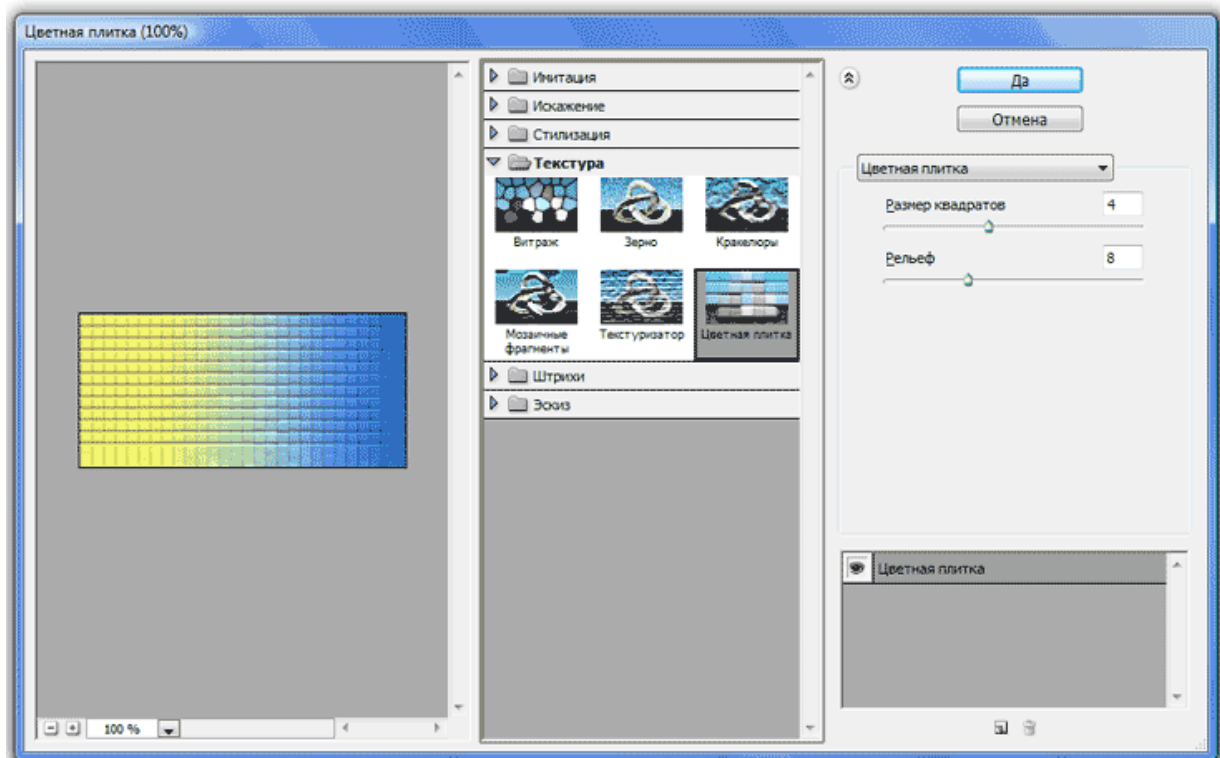 Цветная плитка (100%)
Имитация
Искажение
Стилизация
Текстура
Витраж
Зерно
Кракелюры
Мозаичные
фрагменты
Текстуризатор
Цветная плитка
Штрихи
Эскиз
100 %
Да
Отмена
Цветная плитка
Размер квадратов 4
Рельеф 8
Цветная плитка